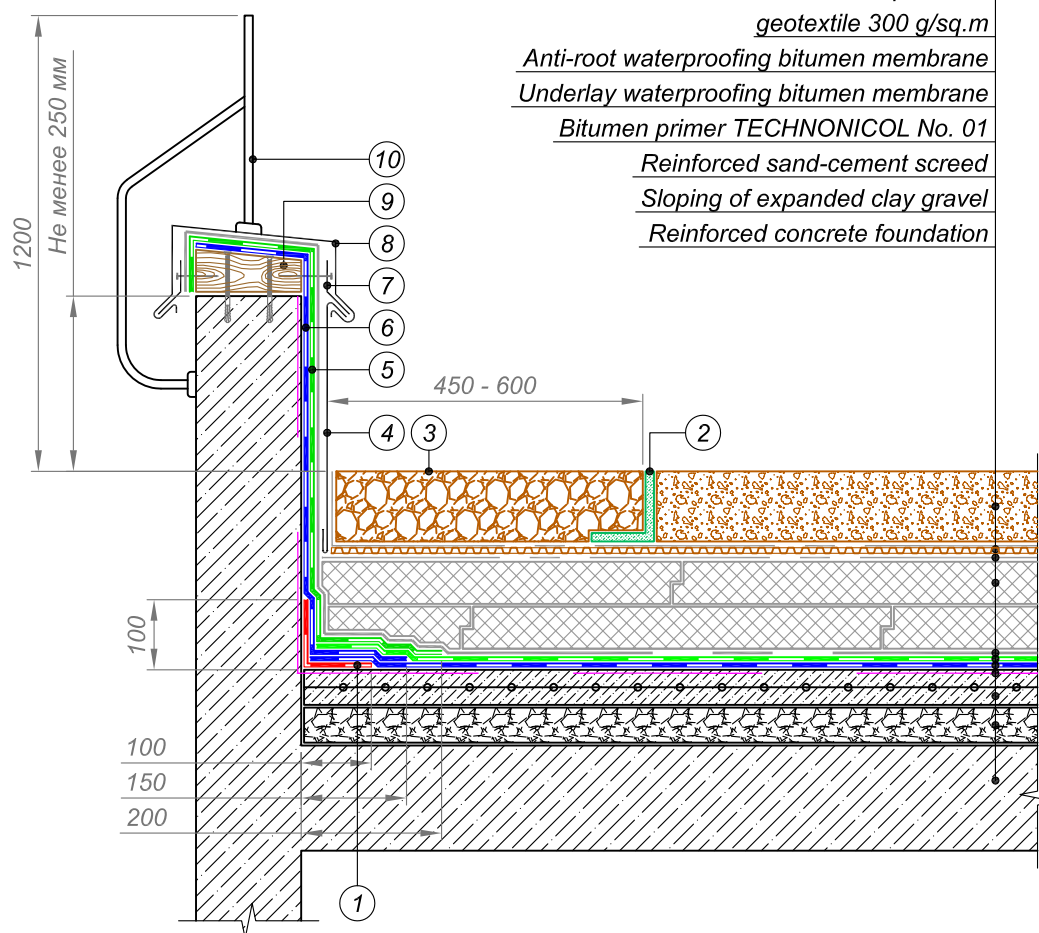 geotextile 300 g/sq.m
Anti-root waterproofing bitumen membrane
Underlay waterproofing bitumen membrane
Bitumen primer TECHNONICOL No. 01
Reinforced sand-cement screed
Sloping of expanded clay gravel
Reinforced concrete foundation
1200
Не менее 250 мм
10
9
8
7
6
5
4
3
2
450 - 600
100
100
150
200
1